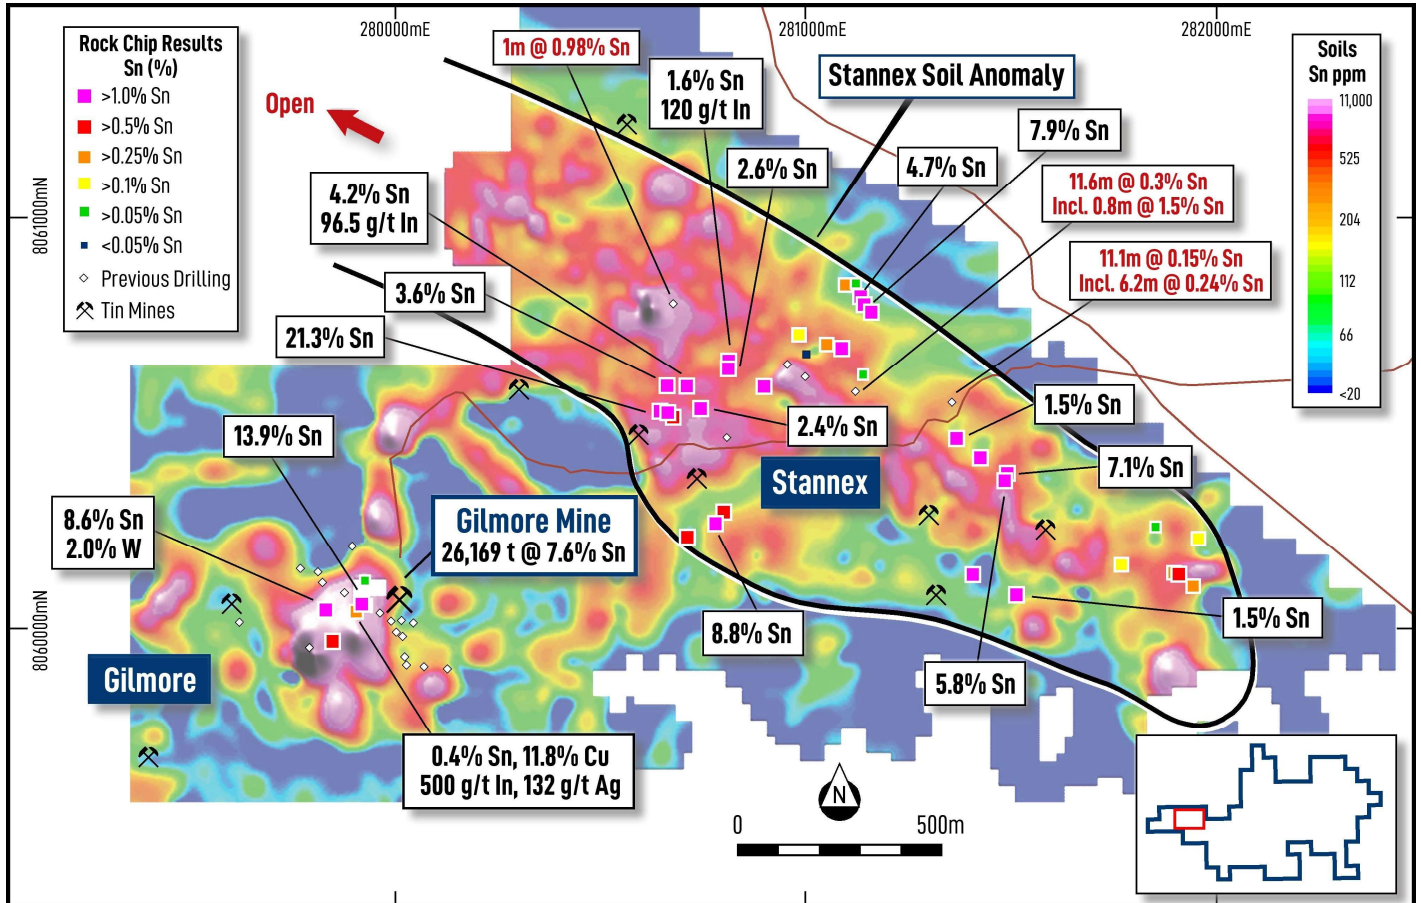 280000mE
281000mE
282000mE
Rock Chip Results
Sn (%)
>1.0% Sn
>0.5% Sn
>0.25% Sn
>0.1% Sn
>0.05% Sn
<0.05% Sn
Previous Drilling
Tin Mines
Open
1m @ 0.98% Sn
1.6% Sn
120 g/t In
Stannex Soil Anomaly
Soils
Sn ppm
11,000
525
204
112
66
<20
7.9% Sn
2.6% Sn
4.7% Sn
11.6m @ 0.3% Sn
Incl. 0.8m @ 1.5% Sn
4.2% Sn
96.5 g/t In
8061000mN
11.1m @ 0.15% Sn
Incl. 6.2m @ 0.24% Sn
3.6% Sn
21.3% Sn
13.9% Sn
2.4% Sn
1.5% Sn
Stannex
7.1% Sn
8.6% Sn
2.0% W
Gilmore Mine
26,169 t @ 7.6% Sn
8060000mN
8.8% Sn
1.5% Sn
Gilmore
5.8% Sn
0.4% Sn, 11.8% Cu
500 g/t In, 132 g/t Ag
N
0
500m